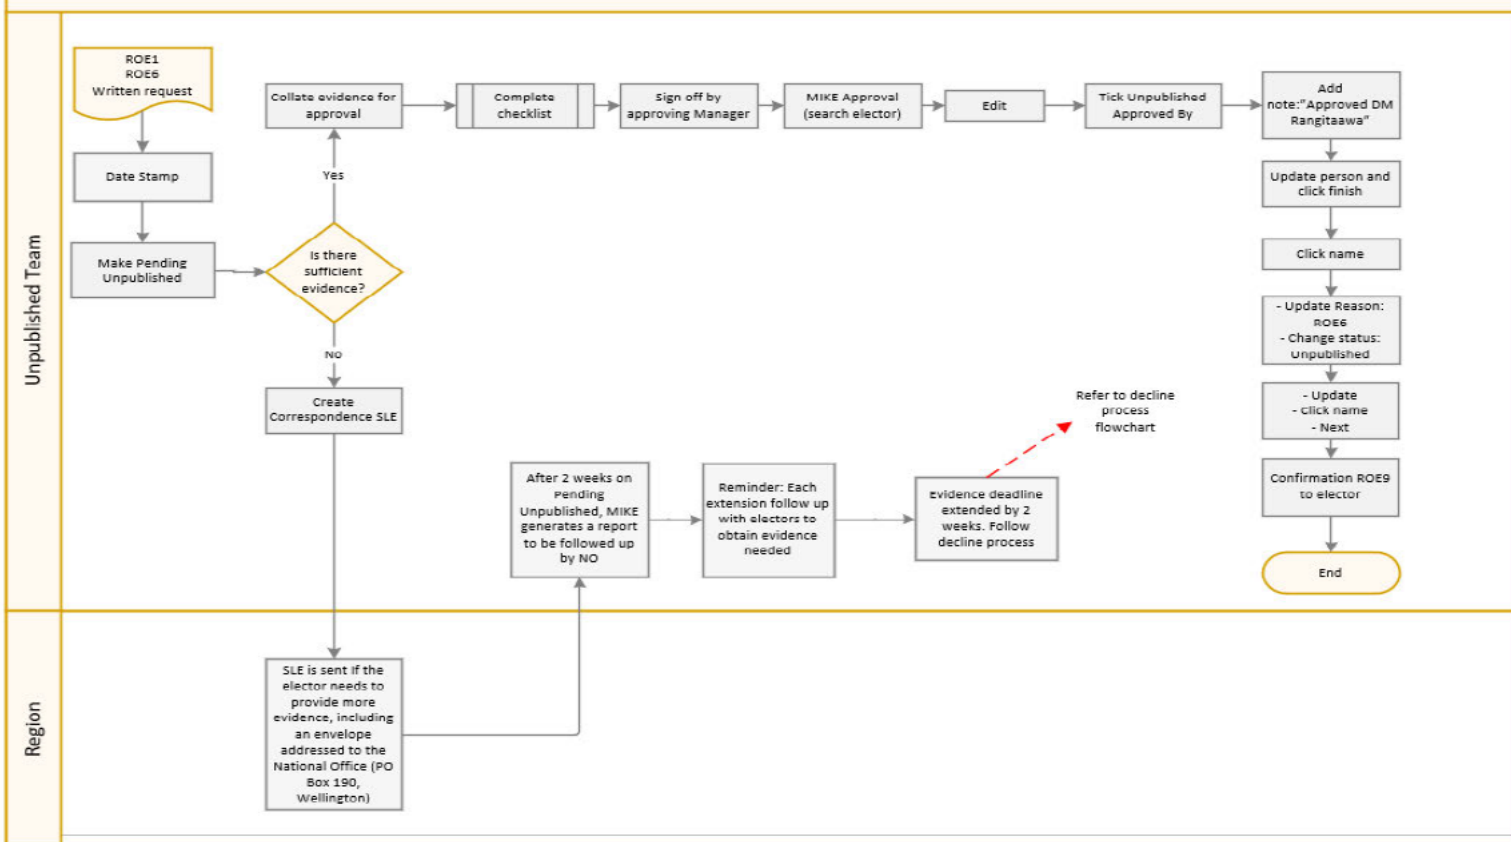 Unpublished Team
ROE1
ROE6
Written request
Date Stamp
Make Pending
Unpublished
Is there
sufficient
evidence?
Yes
Collate evidence for
approval
Complete
checklist
Sign off by
approving Manager
MIKE Approval
(search elector)
Edit
Tick Unpublished
Approved By
Add
note:"Approved DM
Rangitaawa"
Update person and
click finish
Click name
- Update Reason:
ROE6
- Change status:
Unpublished
- Update
- Click name
- Next
Confirmation ROE9
to elector
End
No
Create
Correspondence SLE
After 2 weeks on
Pending
Unpublished, MIKE
generates a report
to be followed up
by NO
Reminder: Each
extension follow up
with electors to
obtain evidence
needed
Evidence deadline
extended by 2
weeks. Follow
decline process
Refer to decline
process
flowchart
Region
SLE is sent if the
elector needs to
provide more
evidence, including
an envelope
addressed to the
National Office (PO
Box 190,
Wellington)